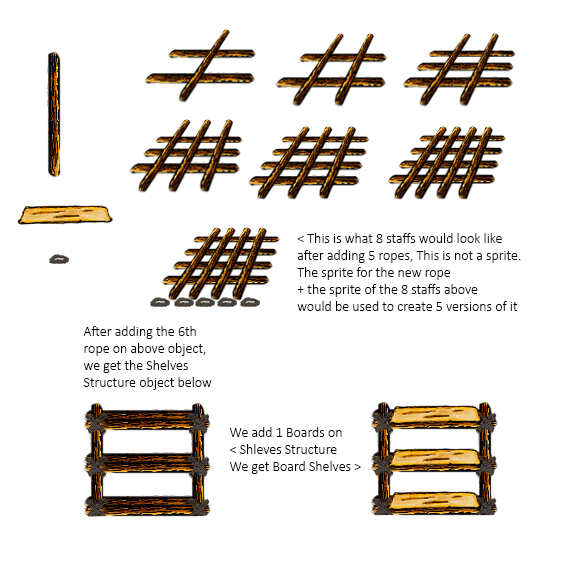 < This is what 8 staffs would look like
after adding 5 ropes, This is not a sprite.
The sprite for the new rope
+ the sprite of the 8 staffs above
would be used to create 5 versions of it
After adding the 6th
rope on above object,
we get the Shelves
Structure object below
We add 1 Boards on
< Shleves Structure
We get Board Shelves >